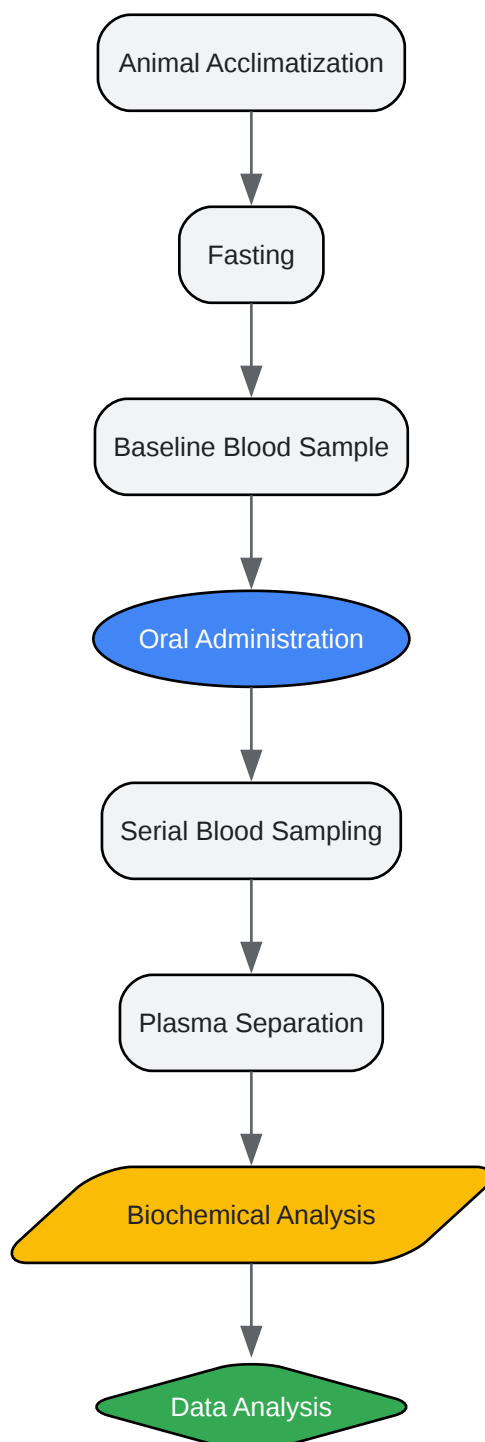 Animal Acclimatization
Fasting
Baseline Blood Sample
Oral Administration
Serial Blood Sampling
Plasma Separation
Biochemical Analysis
Data Analysis